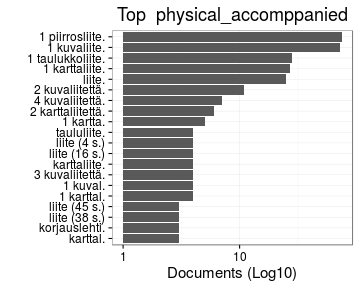 Top physical_accomppanied
1 piirrosliite.
1 kuvaliite.
1 taulukkoliite.
1 karttaliite.
liite.
2 kuvaliitettä.
4 kuvaliitettä.
2 karttaliitettä.
1 kartta.
taululiite.
liite (4 s.)
liite (16 s.)
karttaliite.
3 kuvaliitettä.
1 kuval.
1 karttal.
liite (45 s.)
liite (38 s.)
korjauslehti.
karttal.
1 10
Documents (Log10)